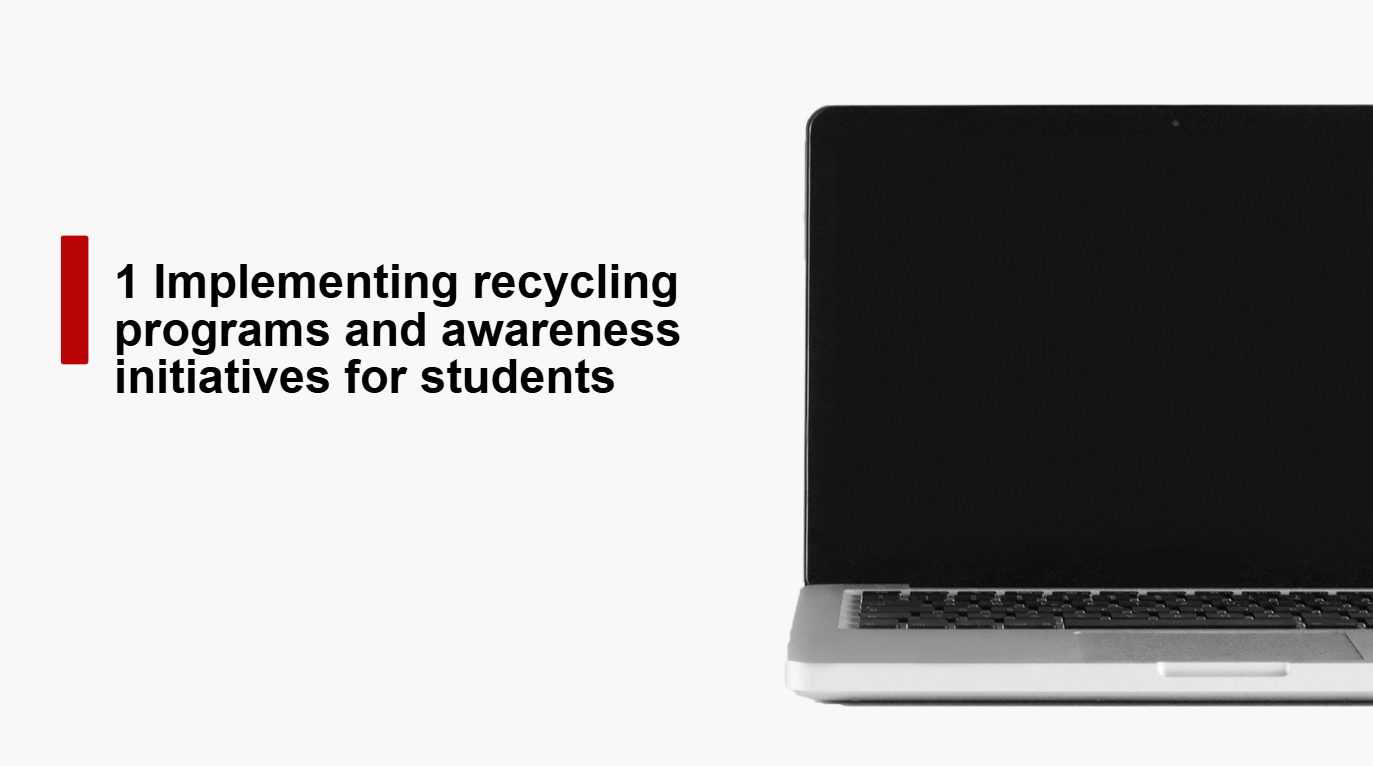 1 Implementing recycling
programs and awareness
initiatives for students